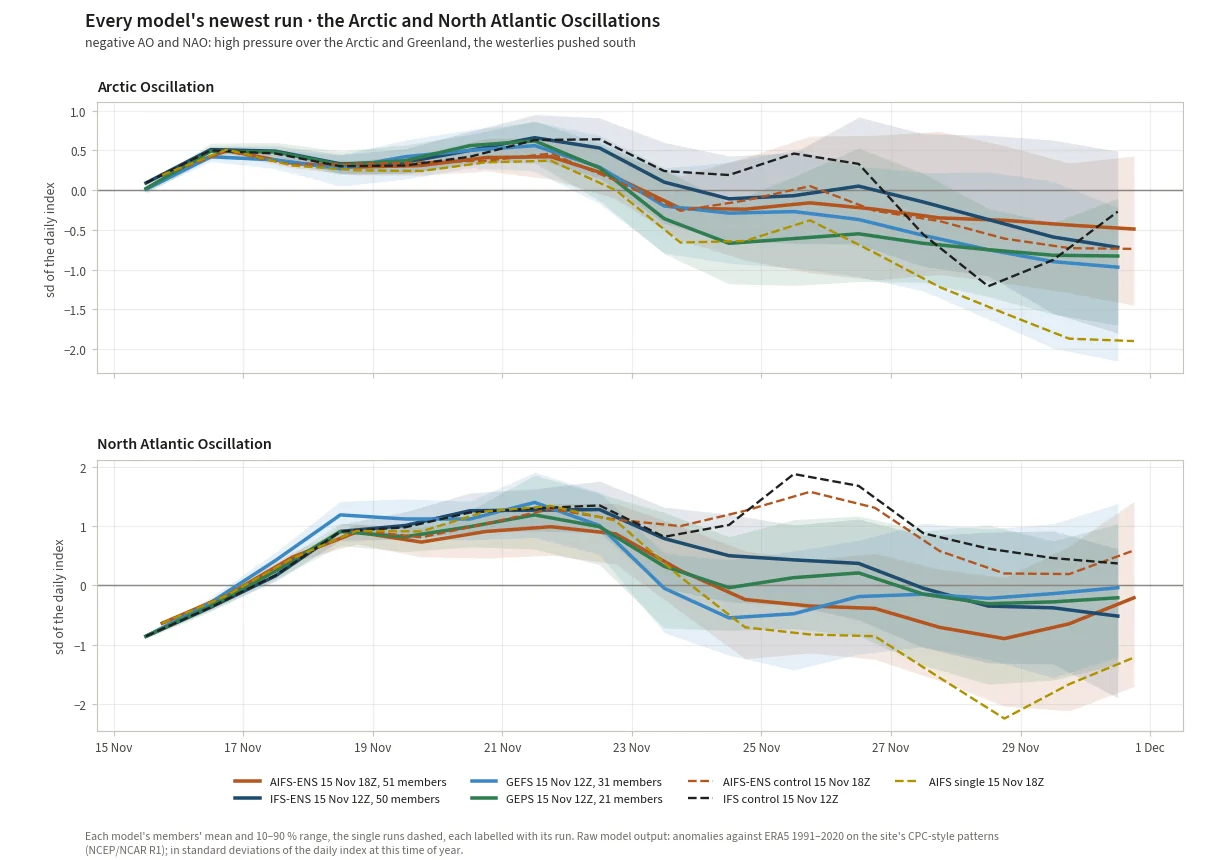 Every model's newest run · the Arctic and North Atlantic Oscillations
negative AO and NAO: high pressure over the Arctic and Greenland, the westerlies pushed south
Arctic Oscillation
sd of the daily index
1.0
0.5
0.0
−0.5
−1.0
−1.5
−2.0
North Atlantic Oscillation
sd of the daily index
2
1
0
−1
−2
15 Nov 17 Nov 19 Nov 21 Nov 23 Nov 25 Nov 27 Nov 29 Nov 1 Dec
AIFS-ENS 15 Nov 18Z, 51 members GEFS 15 Nov 12Z, 31 members AIFS-ENS control 15 Nov 18Z AIFS single 15 Nov 18Z
IFS-ENS 15 Nov 12Z, 50 members GEPS 15 Nov 12Z, 21 members IFS control 15 Nov 12Z
Each model's members' mean and 10–90 % range, the single runs dashed, each labelled with its run. Raw model output: anomalies against ERA5 1991–2020 on the site's CPC-style patterns
(NCEP/NCAR R1); in standard deviations of the daily index at this time of year.